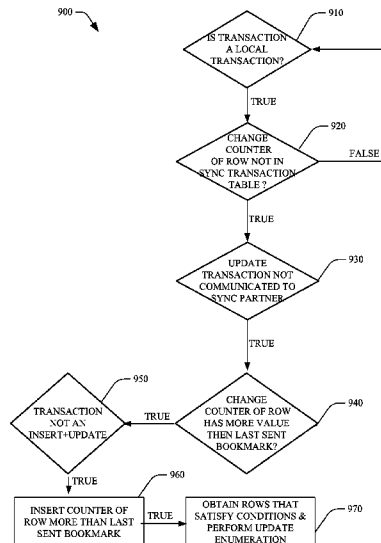 900
910
IS TRANSACTION
A LOCAL
TRANSACTION?
TRUE
920
CHANGE
COUNTER
OF ROW NOT IN
SYNC TRANSACTION
TABLE ?
FALSE
TRUE
930
UPDATE
TRANSACTION NOT
COMMUNICATED TO
SYNC PARTNER
TRUE
940
CHANGE
COUNTER OF ROW
HAS MORE VALUE
THEN LAST SENT
BOOKMARK?
TRUE
950
TRANSACTION
NOT AN
INSERT+UPDATE
TRUE
960
INSERT COUNTER OF
ROW MORE THAN LAST
SENT BOOKMARK
TRUE
970
OBTAIN ROWS THAT
SATISFY CONDITIONS &
PERFORM UPDATE
ENUMERATION